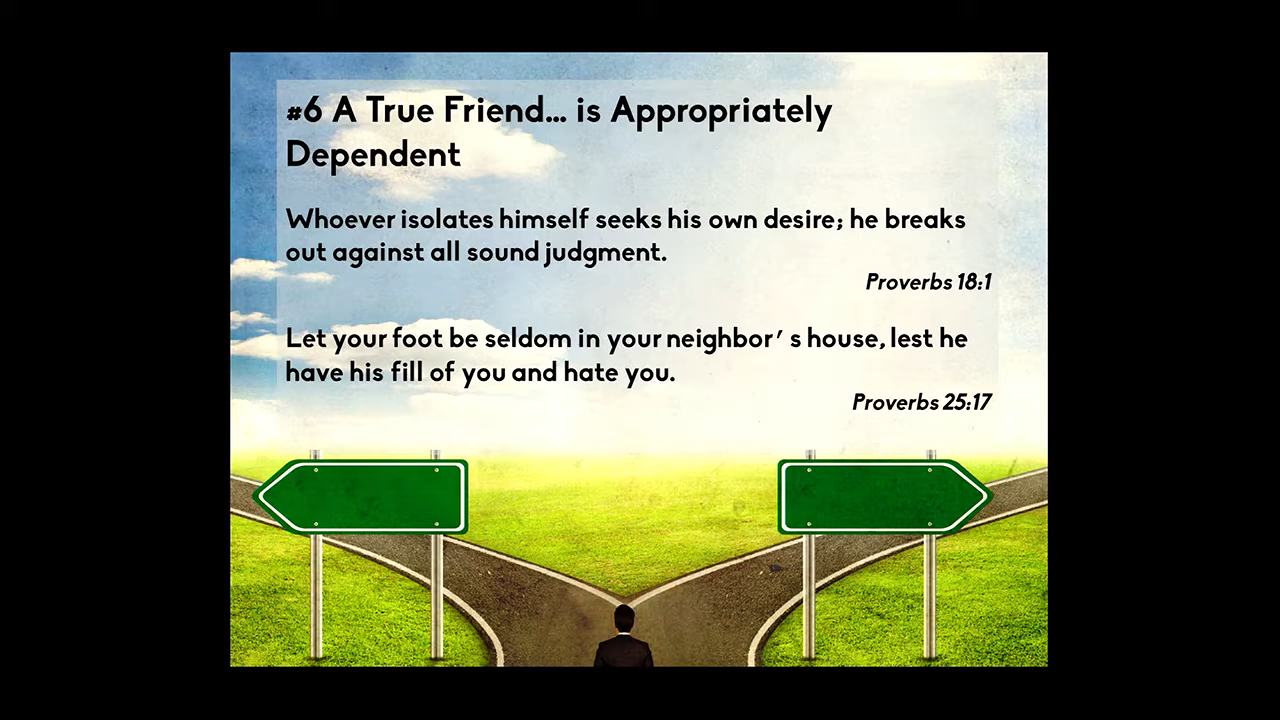 #6 A True Friend... is Appropriately
Dependent
Whoever isolates himself seeks his own desire; he breaks
out against all sound judgment.
Proverbs 18:1
Let your foot be seldom in your neighbor’ s house, lest he
have his fill of you and hate you.
Proverbs 25:17